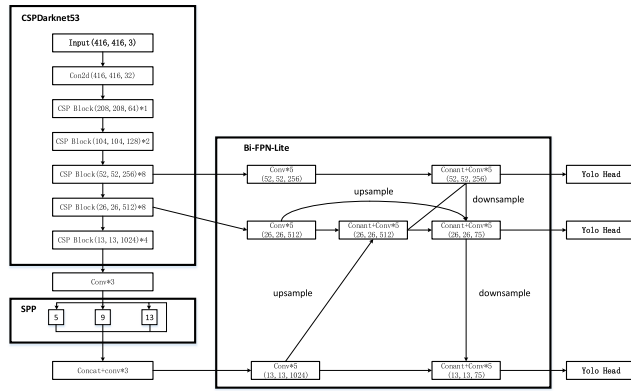 CSPDarknet53
Input(416,416,3)
Con2d(416,416,32)
CSP Block(208,208,64)*1
CSP Block(104,104,128)*2
CSP Block(52,52,256)*8
CSP Block(26,26,512)*8
CSP Block(13,13,1024)*4
Conv*3
SPP
5
9
13
Concat+conv*3
Bi-FPN-Lite
Conv*5
(52,52,256)
Conant+Conv*5
(52,52,256)
Yolo Head
upsample
downsample
Conv*5
(26,26,512)
Conant+Conv*5
(26,26,512)
Conant+Conv*5
(26,26,75)
Yolo Head
upsample
downsample
Conv*5
(13,13,1024)
Conant+Conv*5
(13,13,75)
Yolo Head